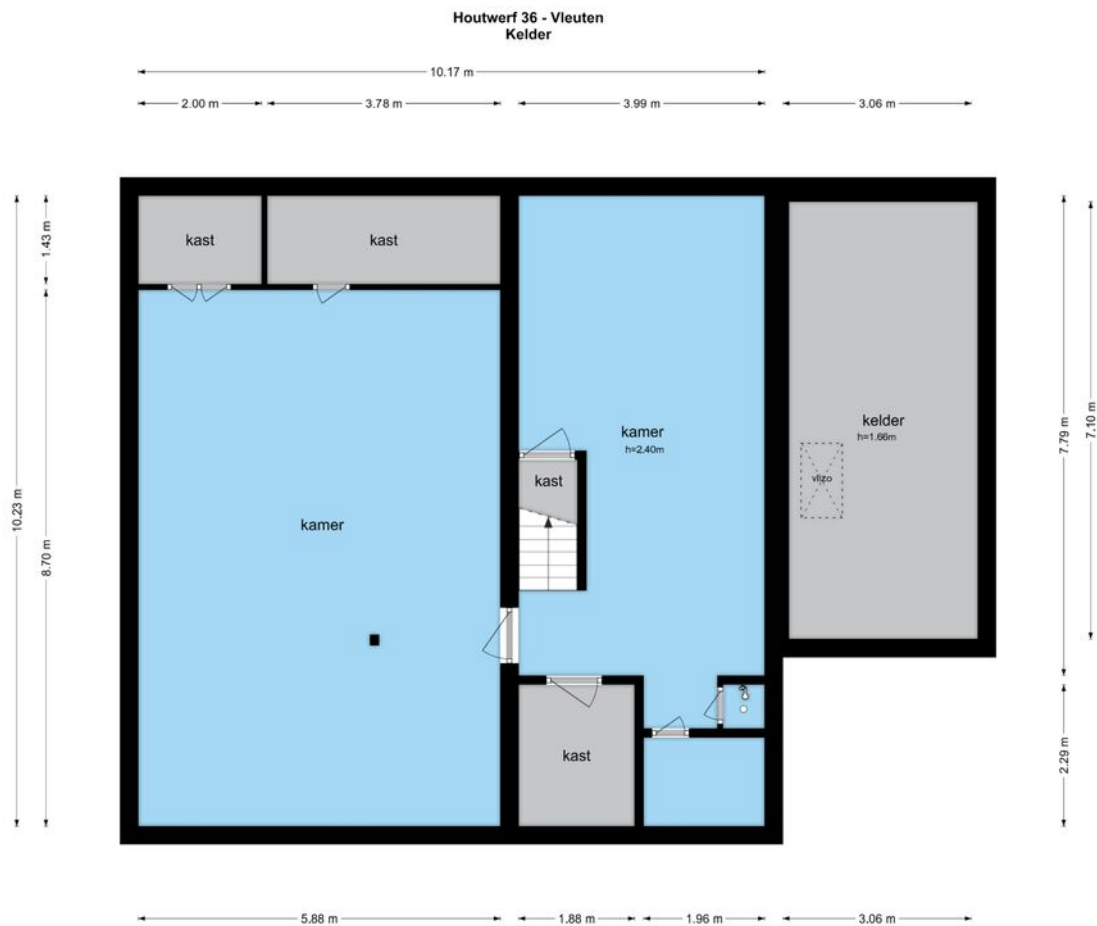 Houtwerf 36 - Vleuten
Kelder
10.17 m
2.00 m
3.78 m
3.99 m
3.06 m
10.23 m
1.43 m
8.70 m
kast
kast
kamer
kamer
h=2.40m
kast
kast
kelder
h=1.66m
vlizo
7.79 m
7.10 m
2.29 m
5.88 m
1.88 m
1.96 m
3.06 m